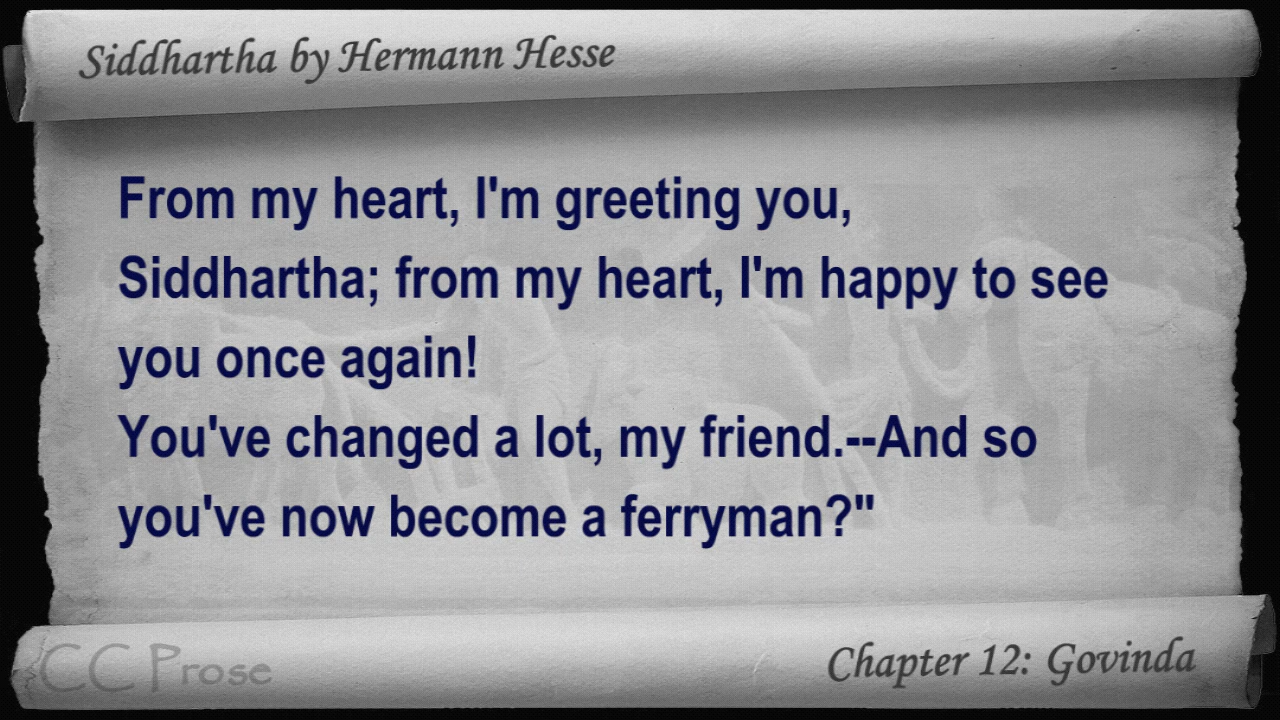 Siddhartha by Hermann Hesse
From my heart, I'm greeting you,
Siddhartha; from my heart, I'm happy to see
you once again!
You've changed a lot, my friend.--And so
you've now become a ferryman?"
CC Prose
Chapter 12: Govinda